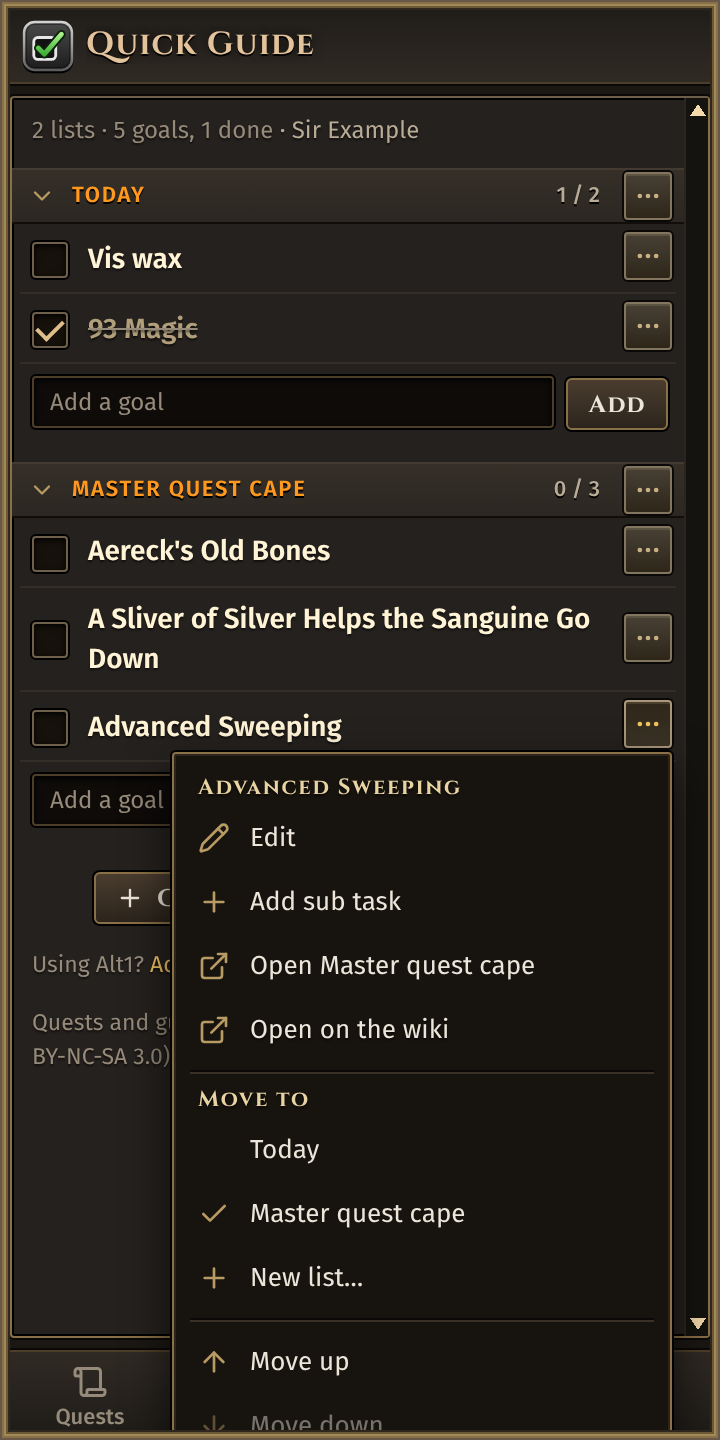 Quick Guide
2 lists · 5 goals, 1 done · Sir Example
TODAY
1 / 2
Vis wax
93 Magic
Add a goal
Add
MASTER QUEST CAPE
0 / 3
Aereck's Old Bones
A Sliver of Silver Helps the Sanguine Go
Down
Advanced Sweeping
Add a goal
Advanced Sweeping
Edit
Add sub task
Open Master quest cape
Open on the wiki
Move to
Today
Master quest cape
New list...
Move up
Move down
Using Alt1?
Quests and
BY-NC-SA 3.0)
Quests